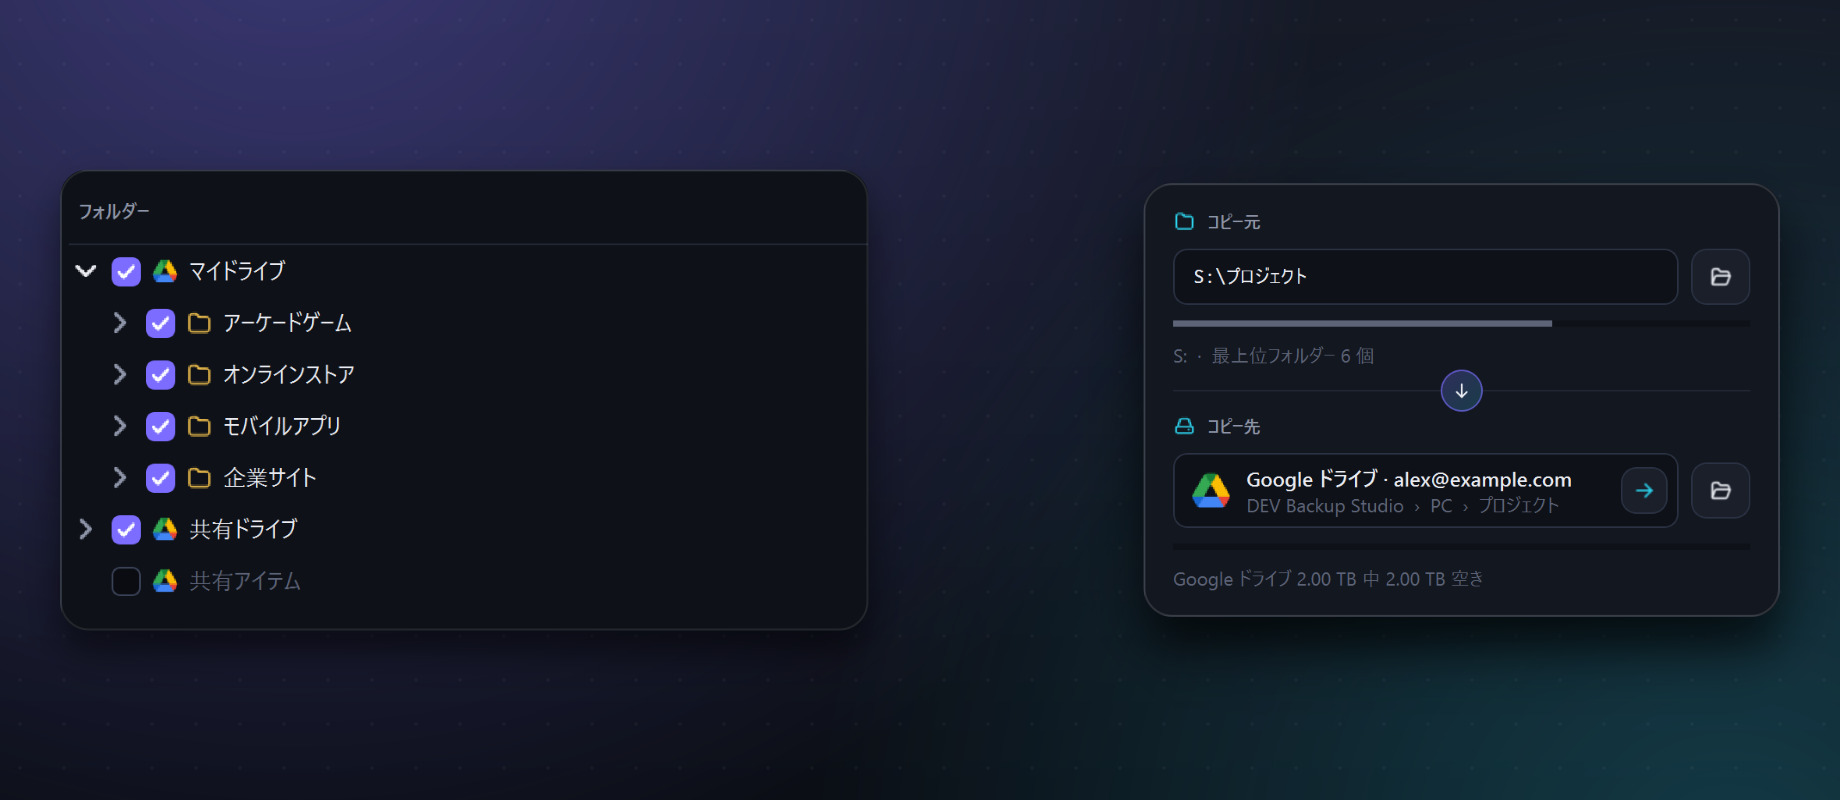 フォルダー
マイドライブ
アーケードゲーム
オンラインストア
モバイルアプリ
企業サイト
共有ドライブ
共有アイテム
コピー元
S:\プロジェクト
S: · 最上位フォルダー 6 個
コピー先
Google ドライブ · alex@example.com
DEV Backup Studio › PC › プロジェクト
Google ドライブ 2.00 TB 中 2.00 TB 空き